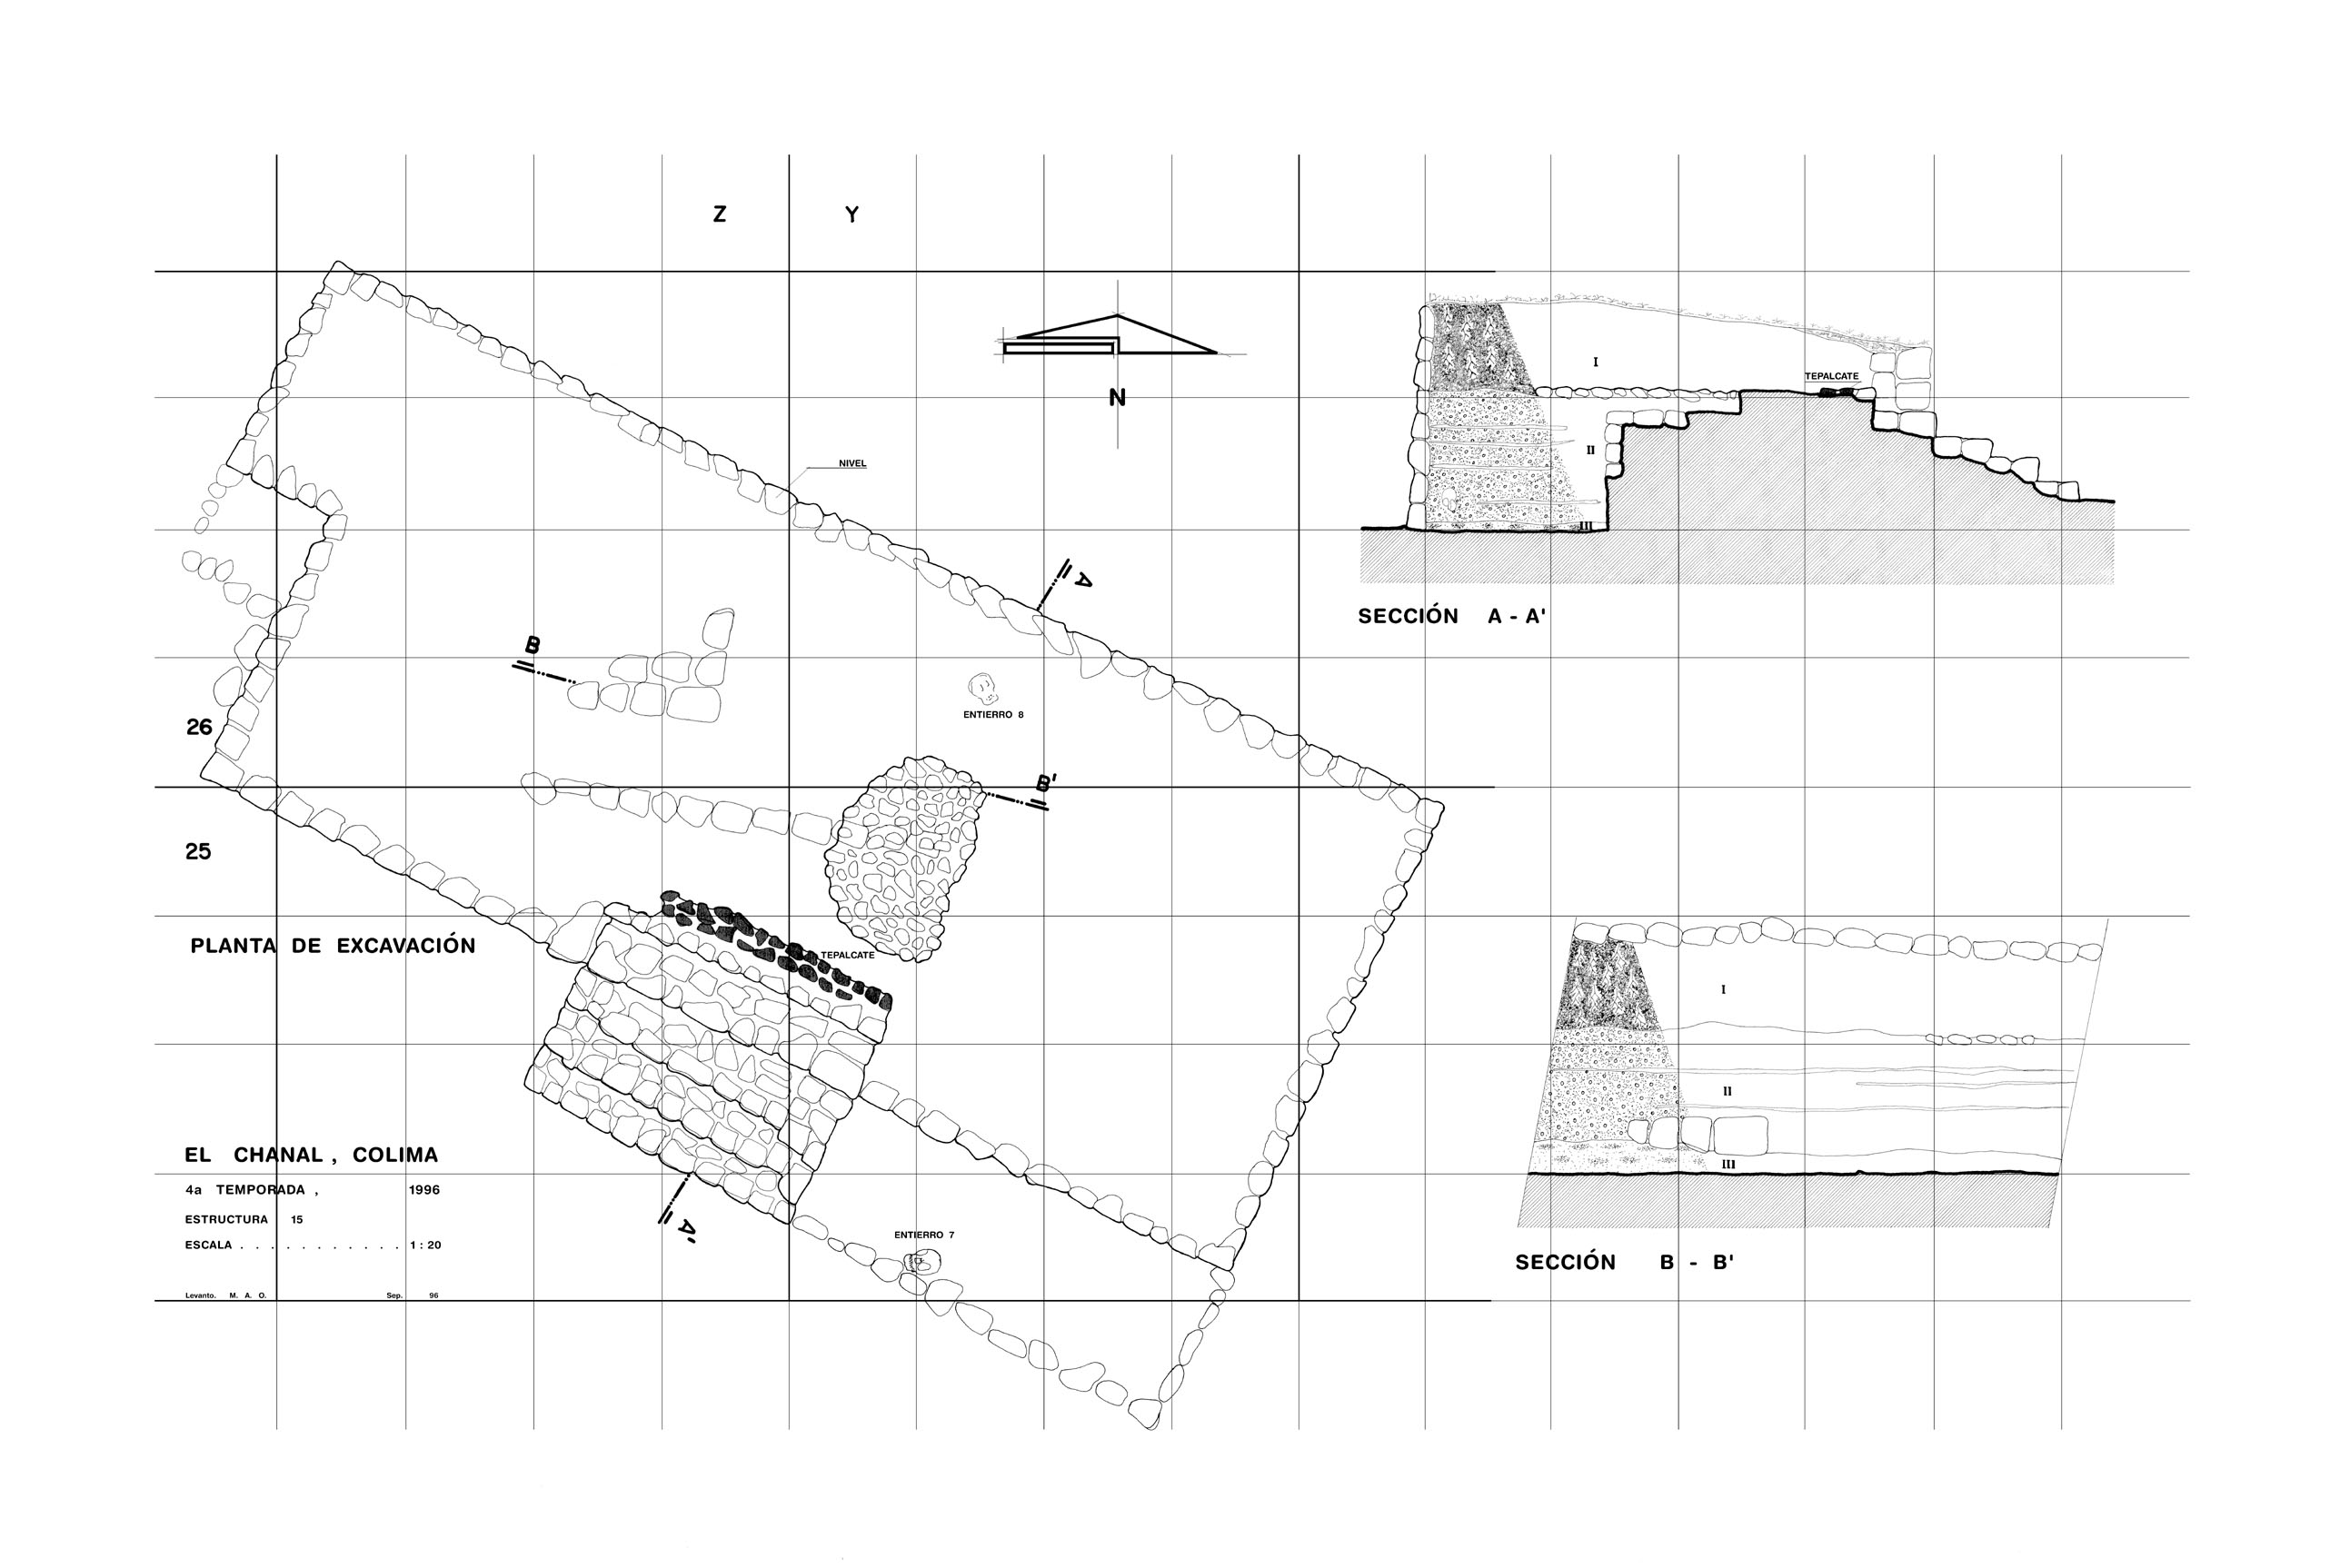 Z Y
N
NIVEL
A
B
ENTIERRO 8
26
B'
25
PLANTA DE EXCAVACIÓN
TEPALCATE
EL CHANAL, COLIMA
4a TEMPORADA, 1996
ESTRUCTURA 15
ESCALA . . . . . . . . . . . 1:20
Levanto. M. A. O. Sep. 96
A'
ENTIERRO 7
I
TEPALCATE
II
III
SECCIÓN A - A'
I
II
III
SECCIÓN B - B'